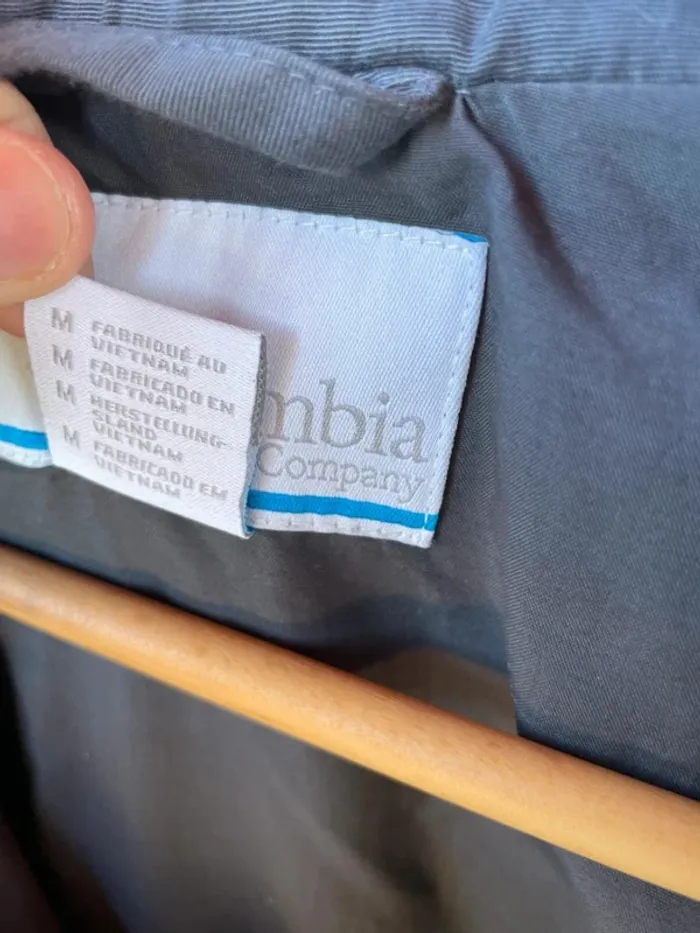 M FABRIQUÉ AU
VIETNAM
M FABRICADO EN
VIETNAM
M HERSTELLUNG-
SLAND
VIETNAM
M FABRICADO EM
VIETNAM
mbia
Company